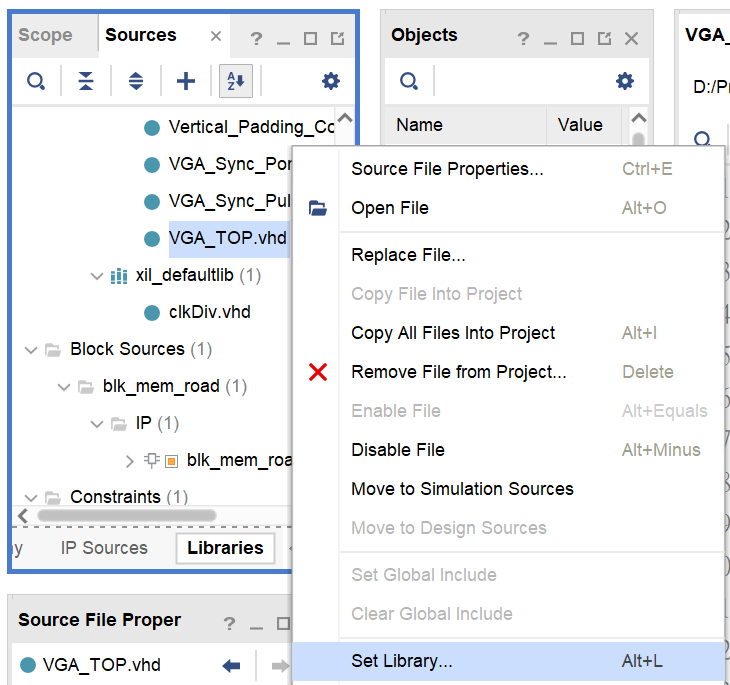 Scope
Sources
Vertical_Padding_Co
VGA_Sync_Por
VGA_Sync_Pul
VGA_TOP.vhd
xil_defaultlib (1)
clkDiv.vhd
Block Sources (1)
blk_mem_road (1)
IP (1)
blk_mem_roa
Constraints (1)
IP Sources
Libraries
Source File Proper
VGA_TOP.vhd
Objects
Name Value
VGA_
D:/Pr
Source File Properties... Ctrl+E
Open File Alt+O
Replace File...
Copy File Into Project
Copy All Files Into Project Alt+I
Remove File from Project... Delete
Enable File Alt+Equals
Disable File Alt+Minus
Move to Simulation Sources
Move to Design Sources
Set Global Include
Clear Global Include
Set Library... Alt+L